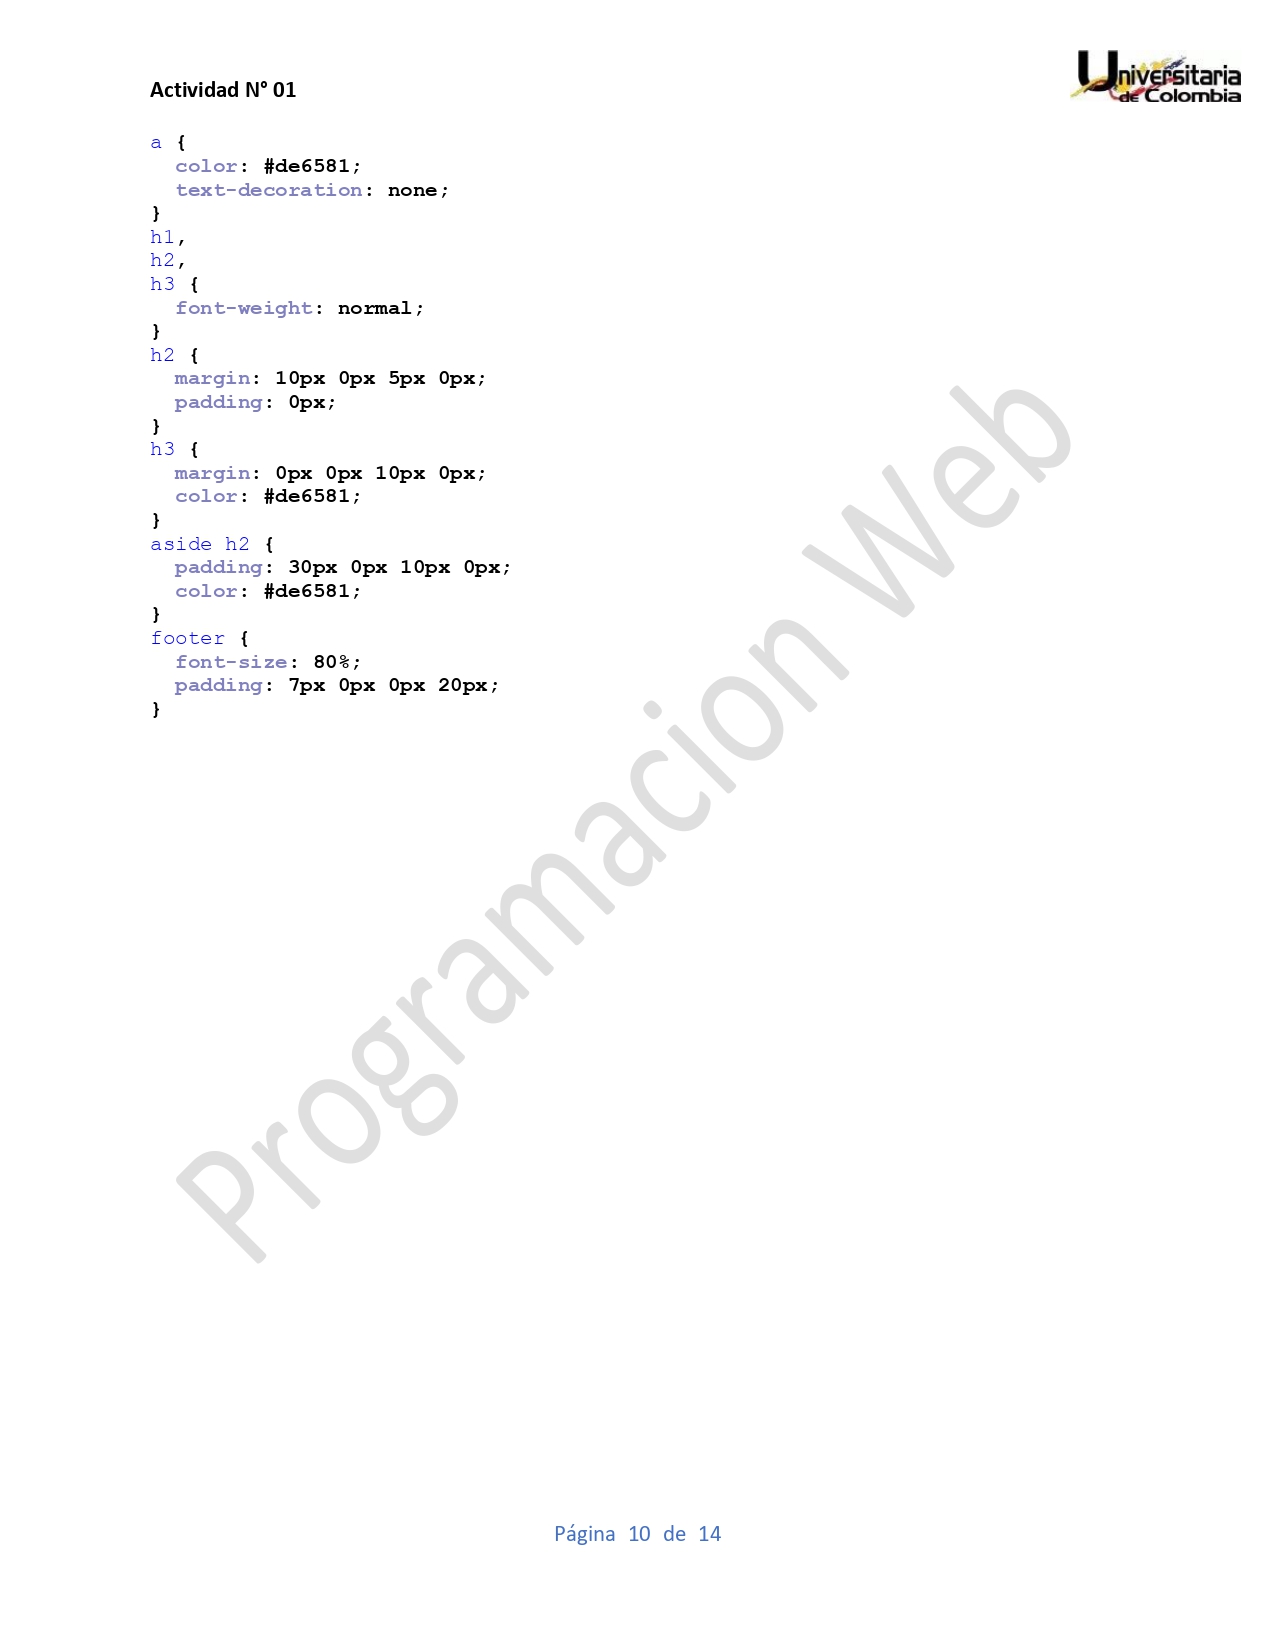 Actividad N° 01
Universitaria
de Colombia
a {
  color: #de6581;
  text-decoration: none;
}
h1,
h2,
h3 {
  font-weight: normal;
}
h2 {
  margin: 10px 0px 5px 0px;
  padding: 0px;
}
h3 {
  margin: 0px 0px 10px 0px;
  color: #de6581;
}
aside h2 {
  padding: 30px 0px 10px 0px;
  color: #de6581;
}
footer {
  font-size: 80%;
  padding: 7px 0px 0px 20px;
}
Programacion Web
Página 10 de 14